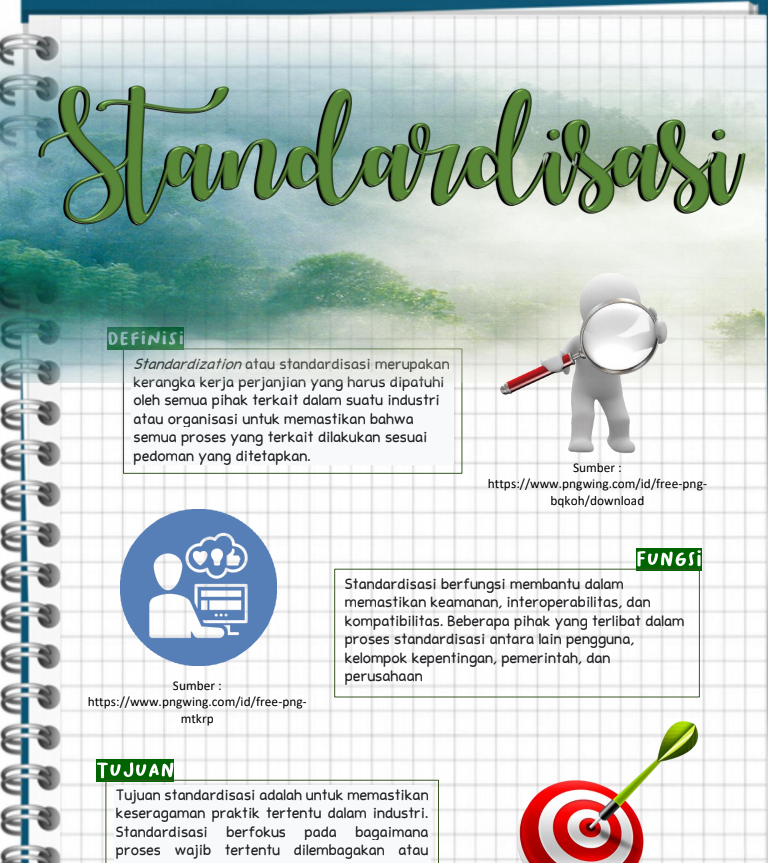 Standardisasi
DEFINISI
Standardization atau standardisasi merupakan
kerangka kerja perjanjian yang harus dipatuhi
oleh semua pihak terkait dalam suatu industri
atau organisasi untuk memastikan bahwa
semua proses yang terkait dilakukan sesuai
pedoman yang ditetapkan.
Sumber :
https://www.pngwing.com/id/free-png-
bqkoh/download
FUNGSI
Standardisasi berfungsi membantu dalam
memastikan keamanan, interoperabilitas, dan
kompatibilitas. Beberapa pihak yang terlibat dalam
proses standardisasi antara lain pengguna,
kelompok kepentingan, pemerintah, dan
perusahaan
Sumber :
https://www.pngwing.com/id/free-png-
mtkrp
TUJUAN
Tujuan standardisasi adalah untuk memastikan
keseragaman praktik tertentu dalam industri.
Standardisasi berfokus pada bagaimana
proses wajib tertentu dilembagakan atau